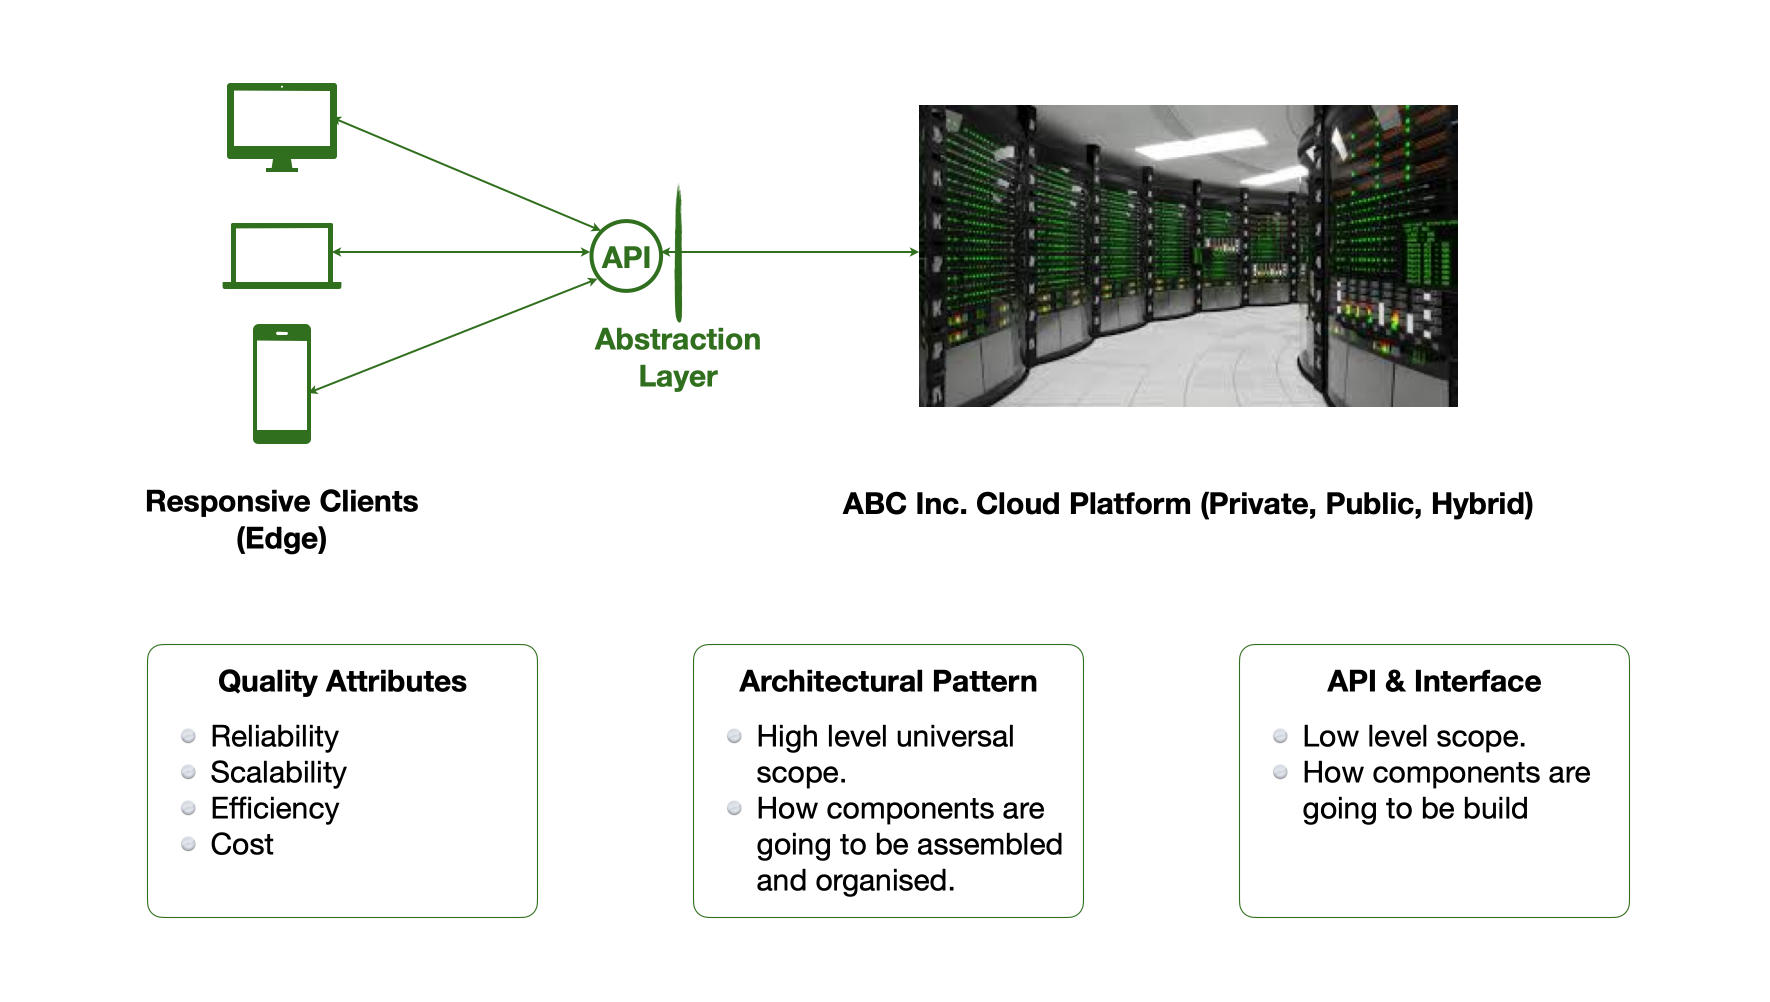 API
Abstraction
Layer
Responsive Clients
(Edge)
ABC Inc. Cloud Platform (Private, Public, Hybrid)
Quality Attributes
Reliability
Scalability
Efficiency
Cost
Architectural Pattern
High level universal
scope.
How components are
going to be assembled
and organised.
API & Interface
Low level scope.
How components are
going to be build